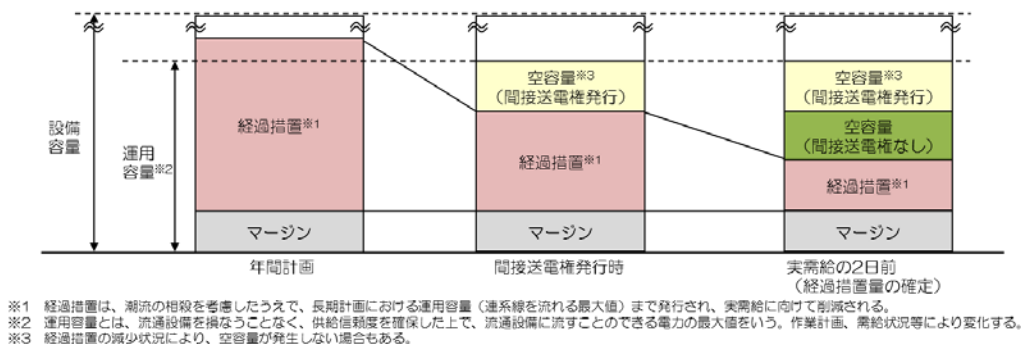 空容量※3
(間接送電権発行)
空容量※3
(間接送電権発行)
設備
容量
運用
容量※2
経過措置※1
経過措置※1
空容量
(間接送電権なし)
経過措置※1
マージン
マージン
マージン
年間計画
間接送電権発行時
実需給の2日前
(経過措置量の確定)
※1 経過措置は、潮流の相殺を考慮したうえで、長期計画における運用容量(連系線を流れる最大値)まで発行され、実需給に向けて削減される。
※2 運用容量とは、流通設備を損なうことなく、供給信頼度を確保した上で、流通設備に流すことのできる電力の最大値をいう。作業計画、需給状況等により変化する。
※3 経過措置の減少状況により、空容量が発生しない場合もある。